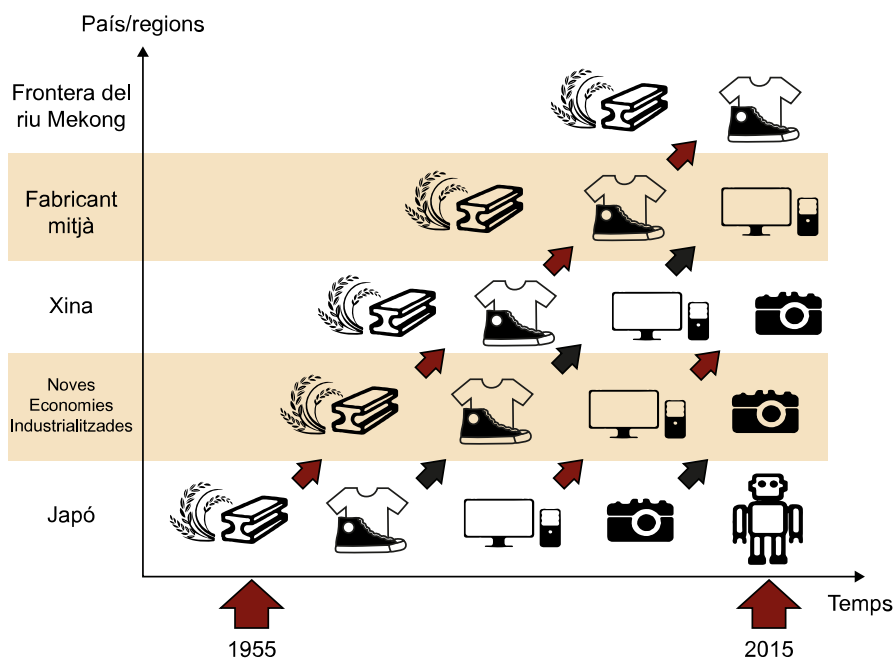 País/regions
Frontera del
riu Mekong
Fabricant
mitjà
Xina
Noves
Economies
Industrialitzades
Japó
Temps
1955
2015